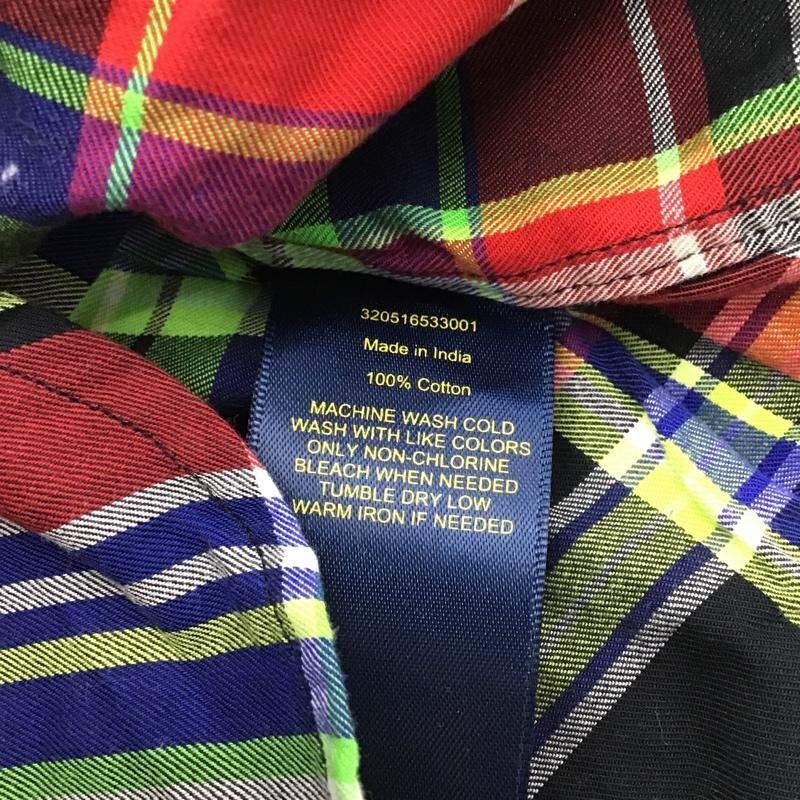 320516533001
Made in India
100% Cotton
MACHINE WASH COLD
WASH WITH LIKE COLORS
ONLY NON-CHLORINE
BLEACH WHEN NEEDED
TUMBLE DRY LOW
WARM IRON IF NEEDED